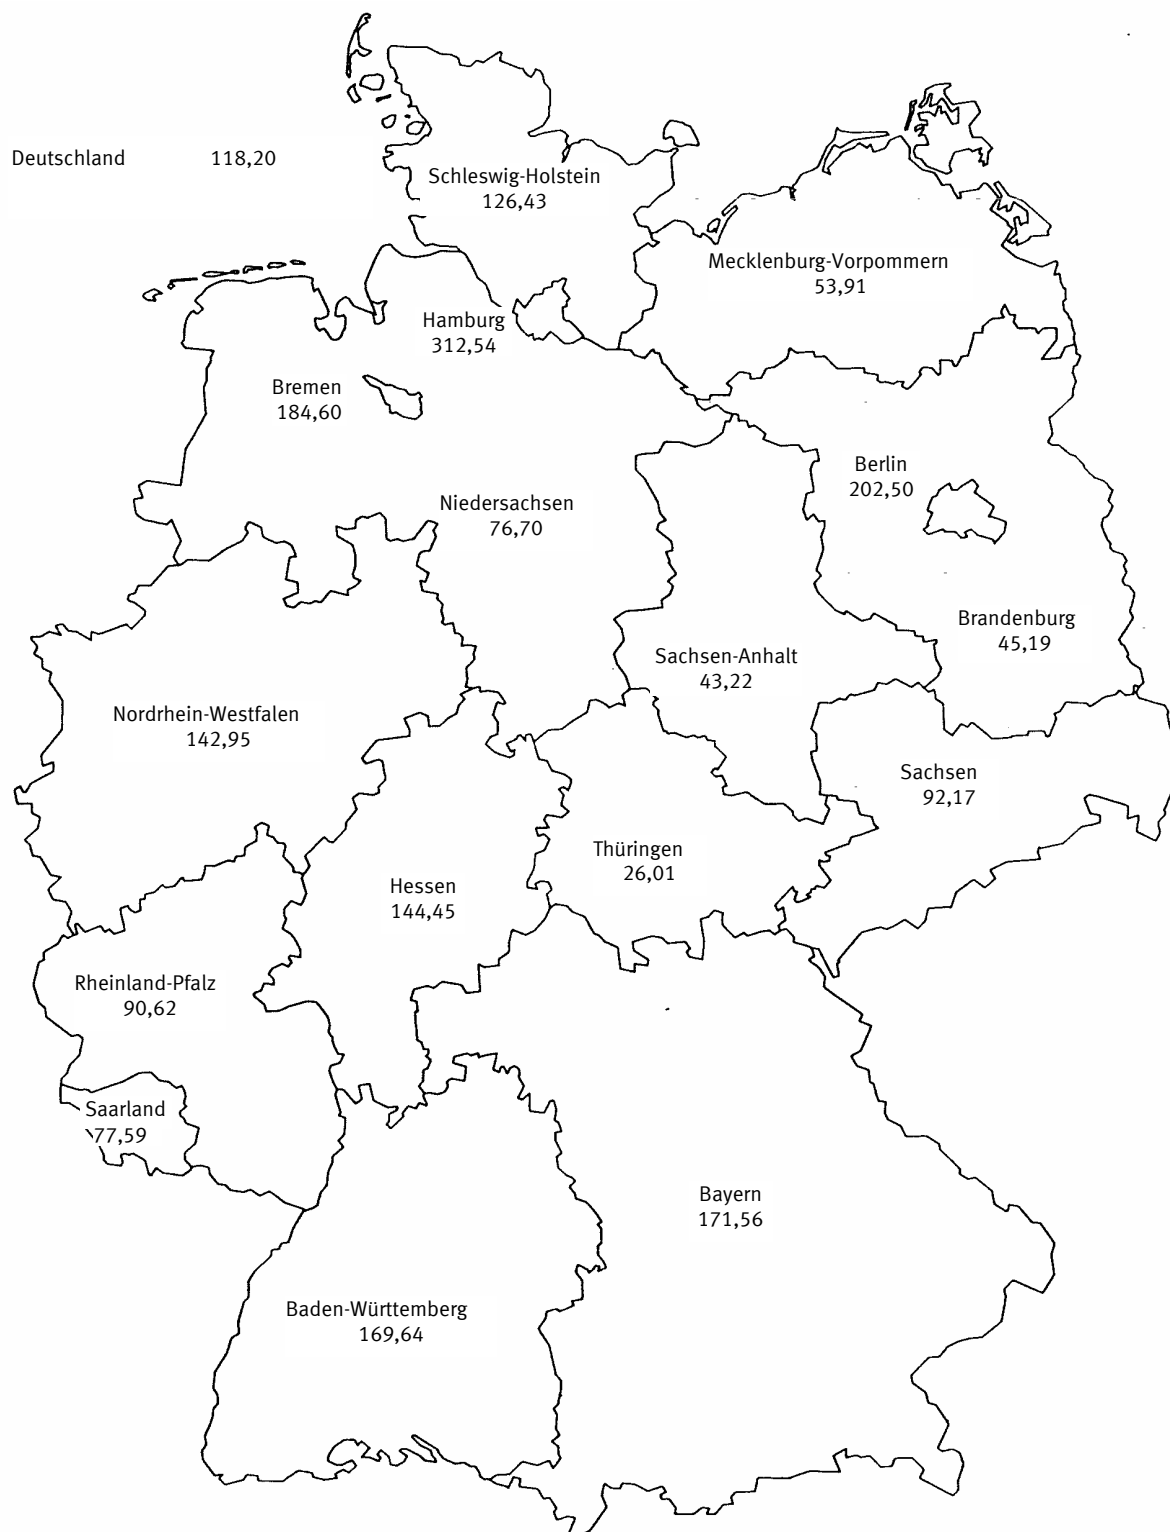 Deutschland 118,20
Schleswig-Holstein
126,43
Mecklenburg-Vorpommern
53,91
Hamburg
312,54
Bremen
184,60
Berlin
202,50
Niedersachsen
76,70
Brandenburg
45,19
Sachsen-Anhalt
43,22
Nordrhein-Westfalen
142,95
Sachsen
92,17
Thüringen
26,01
Hessen
144,45
Rheinland-Pfalz
90,62
Saarland
77,59
Bayern
171,56
Baden-Württemberg
169,64